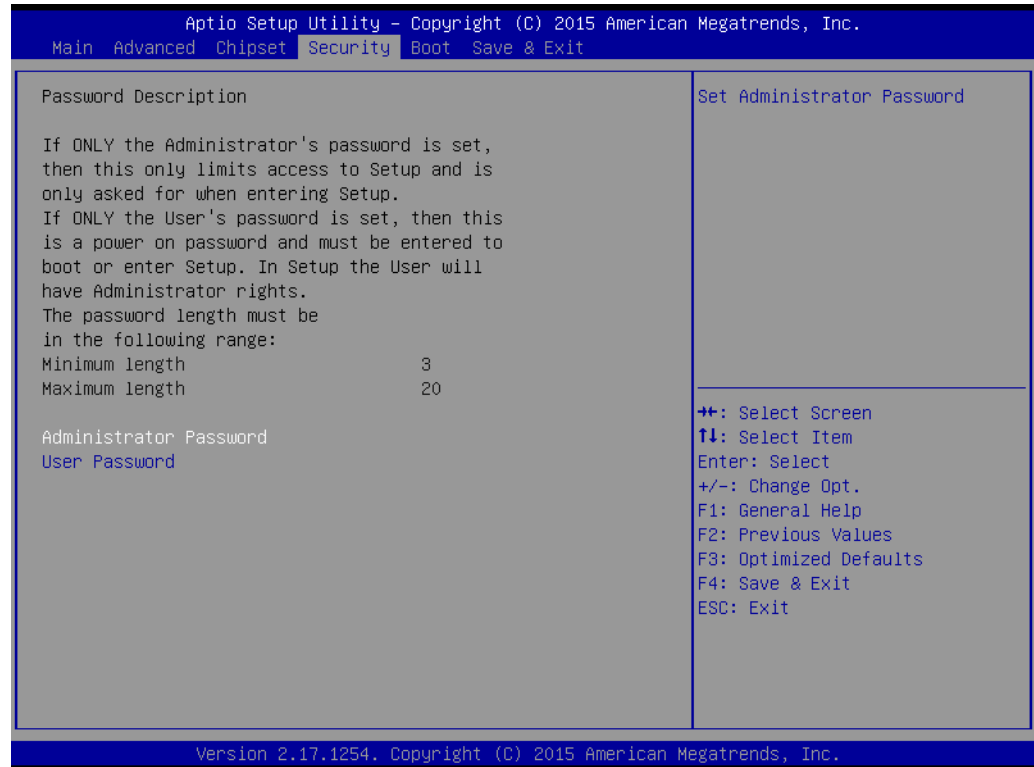 Aptio Setup Utility – Copyright (C) 2015 American Megatrends, Inc.
Main Advanced Chipset Security Boot Save & Exit
Password Description
If ONLY the Administrator's password is set,
then this only limits access to Setup and is
only asked for when entering Setup.
If ONLY the User's password is set, then this
is a power on password and must be entered to
boot or enter Setup. In Setup the User will
have Administrator rights.
The password length must be
in the following range:
Minimum length 3
Maximum length 20
Administrator Password
User Password
Set Administrator Password
→←: Select Screen
↑↓: Select Item
Enter: Select
+/-: Change Opt.
F1: General Help
F2: Previous Values
F3: Optimized Defaults
F4: Save & Exit
ESC: Exit
Version 2.17.1254. Copyright (C) 2015 American Megatrends, Inc.